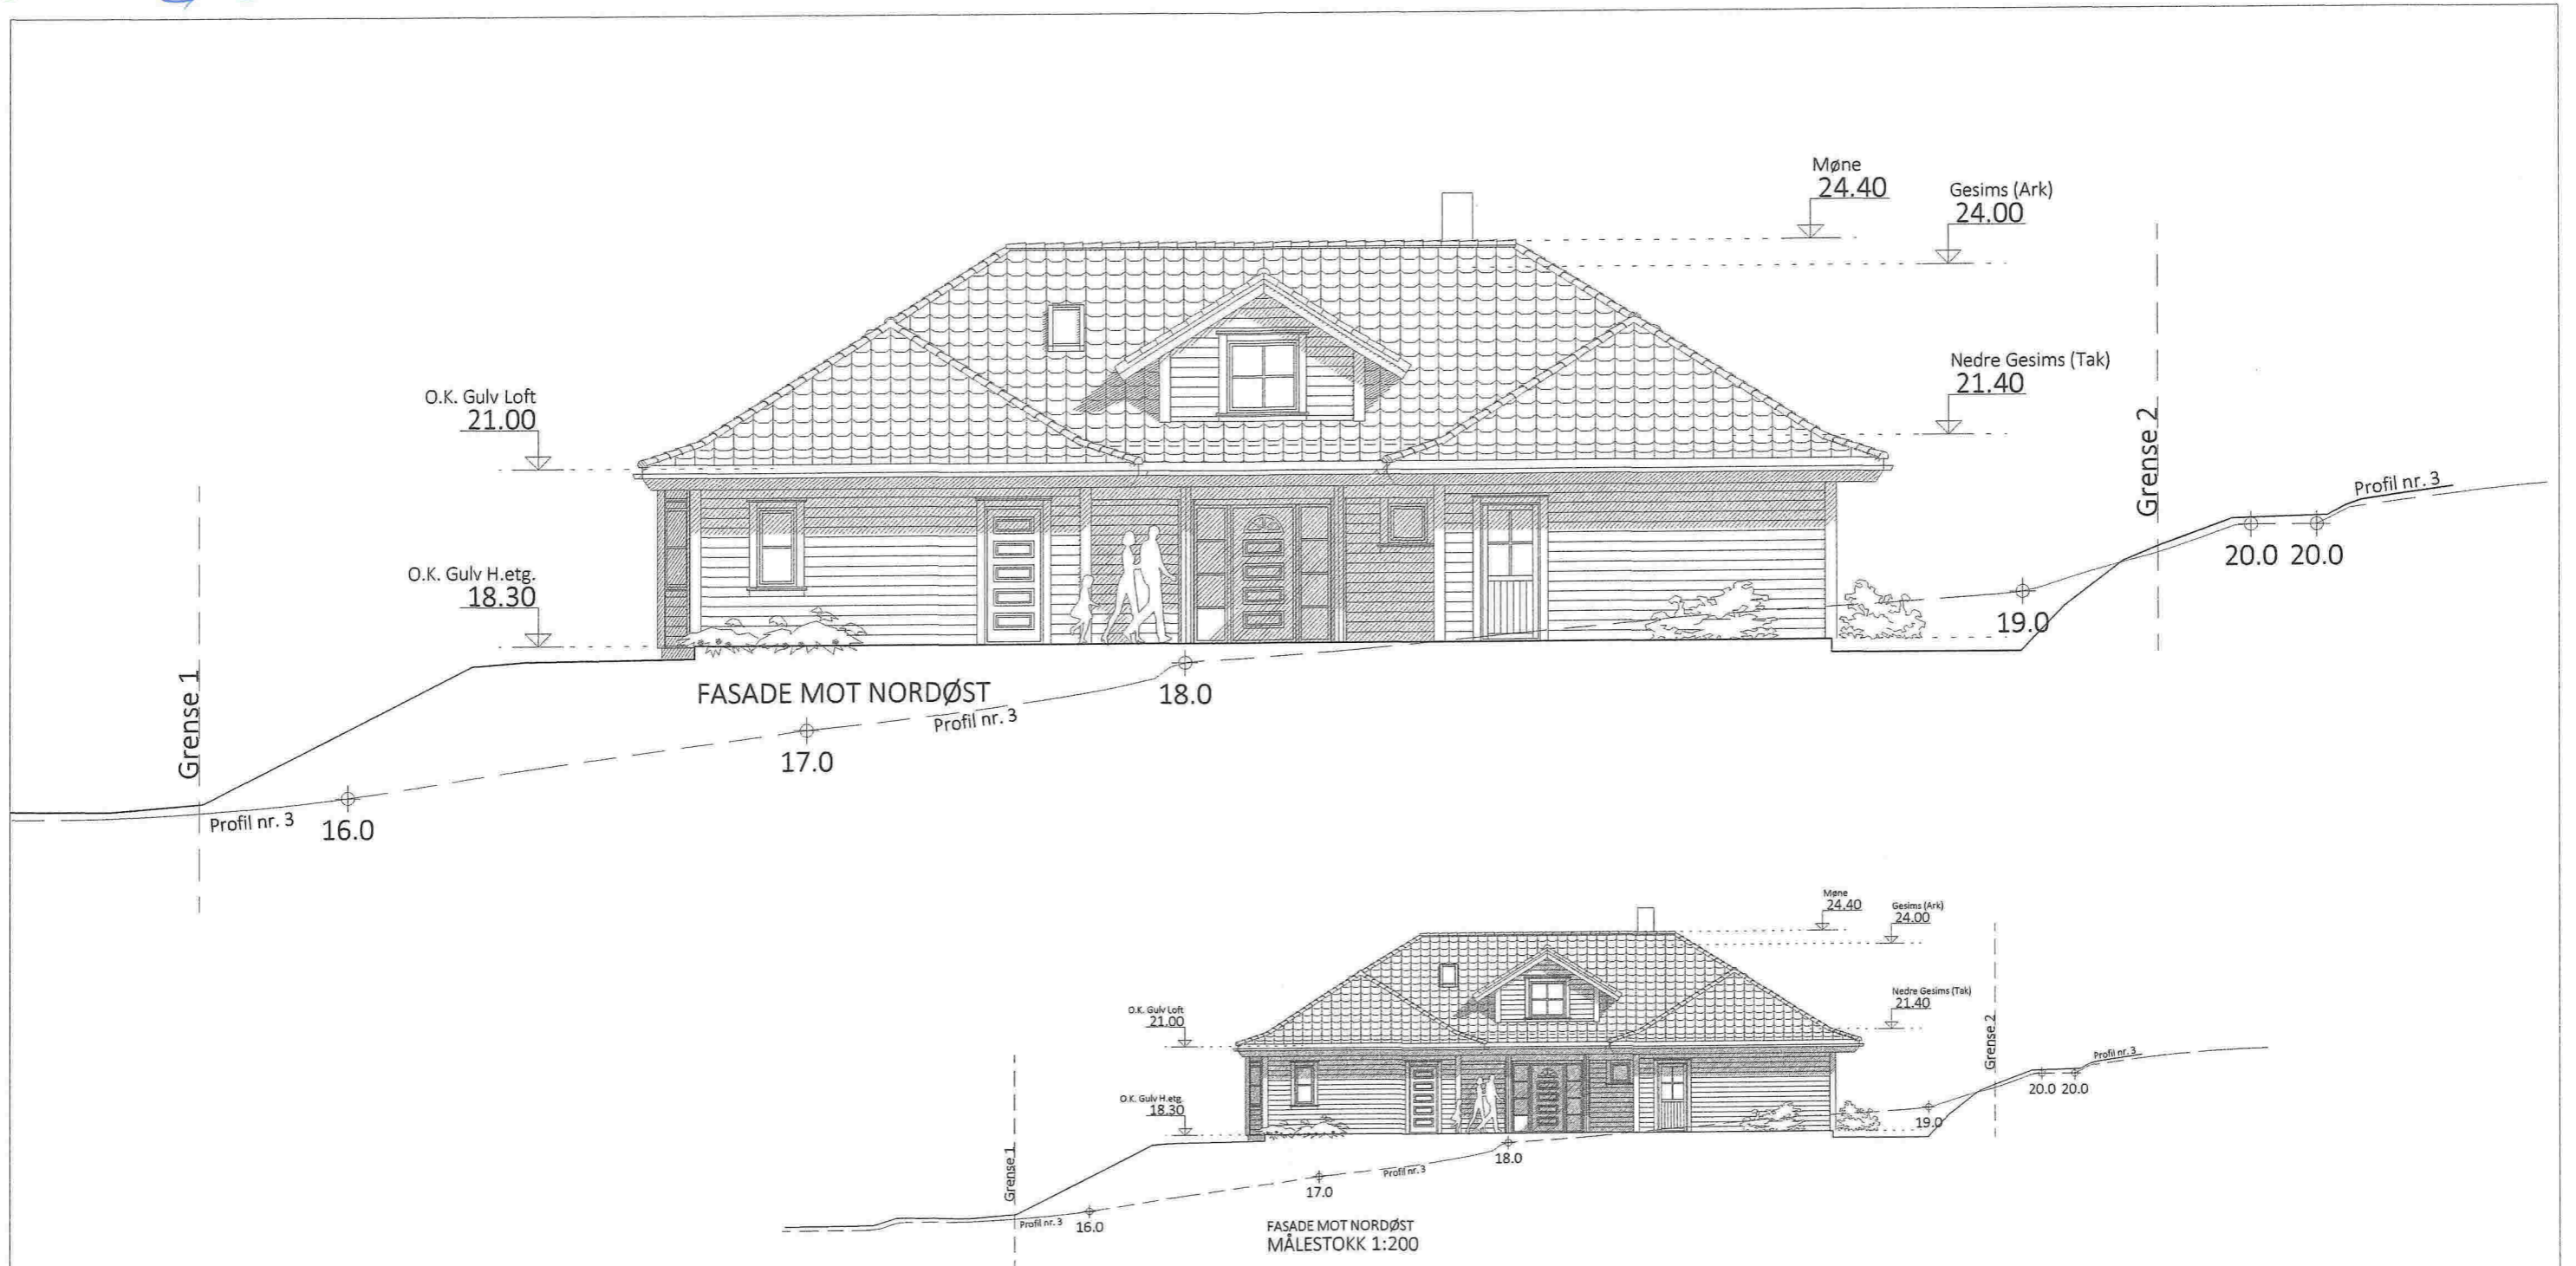 Møne
24.40
Gesims (Ark)
24.00
Nedre Gesims (Tak)
21.40
O.K. Gulv Loft
21.00
O.K. Gulv H.etg.
18.30
Grense 1
Grense 2
Profil nr. 3
20.0 20.0
19.0
FASADE MOT NORDØST
18.0
Profil nr. 3
17.0
Profil nr. 3
16.0
Møne
24.40
Gesims (Ark)
24.00
Nedre Gesims (Tak)
21.40
O.K. Gulv Loft
21.00
O.K. Gulv H.etg.
18.30
Grense 1
Grense 2
Profil nr. 3
20.0 20.0
19.0
18.0
Profil nr. 3
17.0
Profil nr. 3
16.0
FASADE MOT NORDØST
MÅLESTOKK 1:200